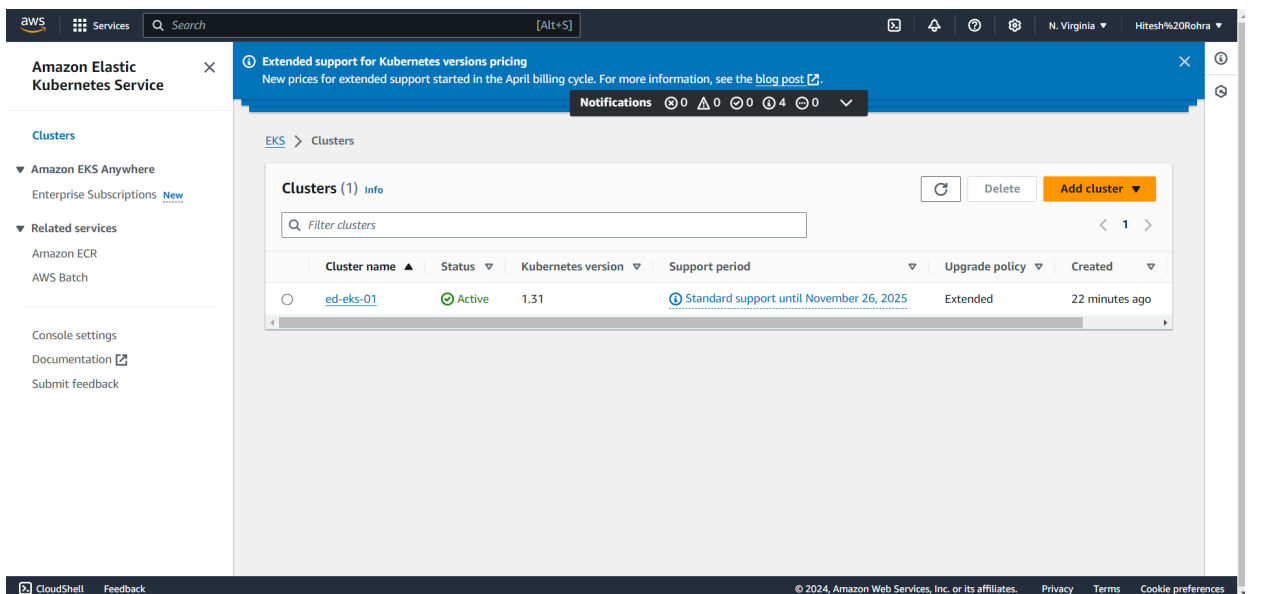 aws Services Search [Alt+S] N. Virginia Hitesh%20Rohra
Amazon Elastic
Kubernetes Service
Clusters
Amazon EKS Anywhere
Enterprise Subscriptions New
Related services
Amazon ECR
AWS Batch
Console settings
Documentation
Submit feedback
Extended support for Kubernetes versions pricing
New prices for extended support started in the April billing cycle. For more information, see the blog post.
Notifications 0 0 0 4 0
EKS > Clusters
Clusters (1) Info Delete Add cluster
Filter clusters 1
Cluster name Status Kubernetes version Support period Upgrade policy Created
ed-eks-01 Active 1.31 Standard support until November 26, 2025 Extended 22 minutes ago
CloudShell Feedback © 2024, Amazon Web Services, Inc. or its affiliates. Privacy Terms Cookie preferences